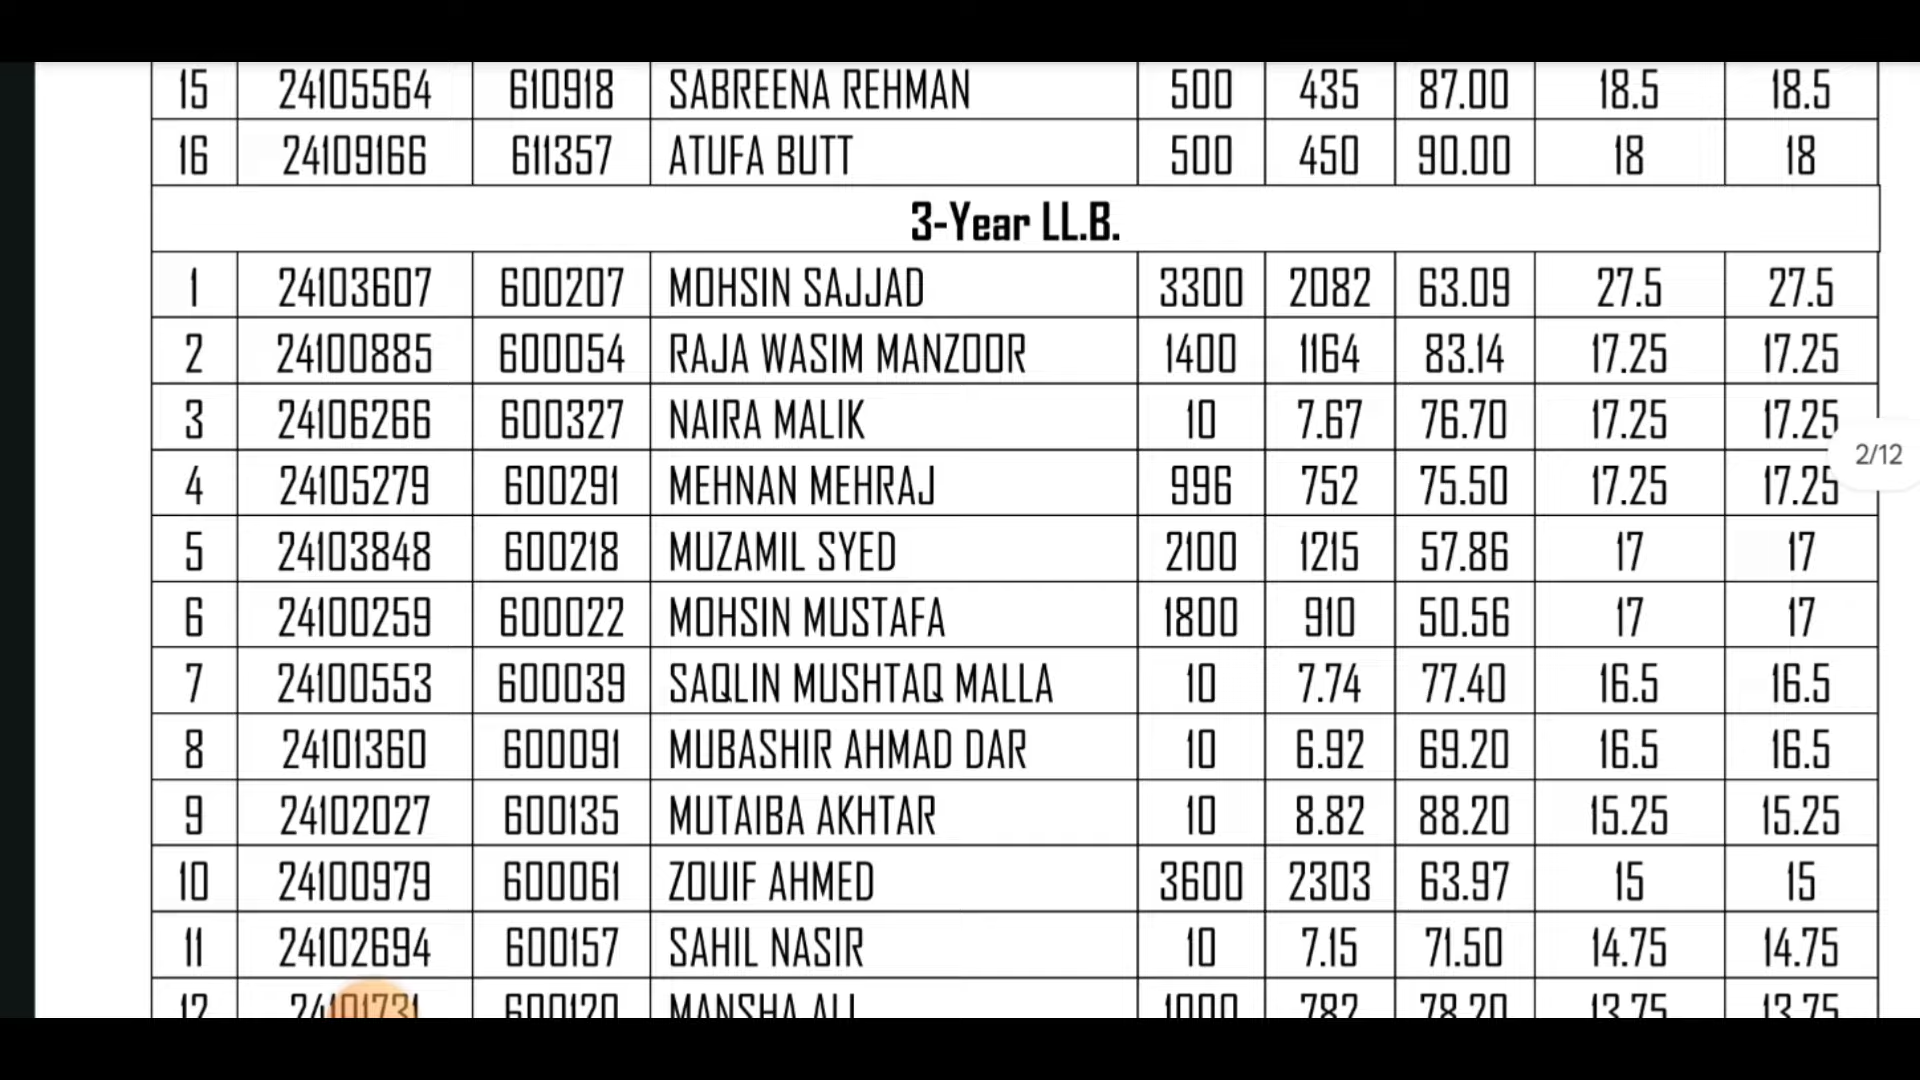 15 24105564 610918 SABREENA REHMAN 500 435 87.00 18.5 18.5
16 24109166 611357 ATUFA BUTT 500 450 90.00 18 18
3-Year LL.B.
1 24103607 600207 MOHSIN SAJJAD 3300 2082 63.09 27.5 27.5
2 24100885 600054 RAJA WASIM MANZOOR 1400 1164 83.14 17.25 17.25
3 24106266 600327 NAIRA MALIK 10 7.67 76.70 17.25 17.25
2/12
4 24105279 600291 MEHNAN MEHRAJ 996 752 75.50 17.25 17.25
5 24103848 600218 MUZAMIL SYED 2100 1215 57.86 17 17
6 24100259 600022 MOHSIN MUSTAFA 1800 910 50.56 17 17
7 24100553 600039 SAQLIN MUSHTAQ MALLA 10 7.74 77.40 16.5 16.5
8 24101360 600091 MUBASHIR AHMAD DAR 10 6.92 69.20 16.5 16.5
9 24102027 600135 MUTAIBA AKHTAR 10 8.82 88.20 15.25 15.25
10 24100979 600061 ZOUIF AHMED 3600 2303 63.97 15 15
11 24102694 600157 SAHIL NASIR 10 7.15 71.50 14.75 14.75
12 24101731 600120 MANSHA ALI 1000 782 78.20 13.75 13.75